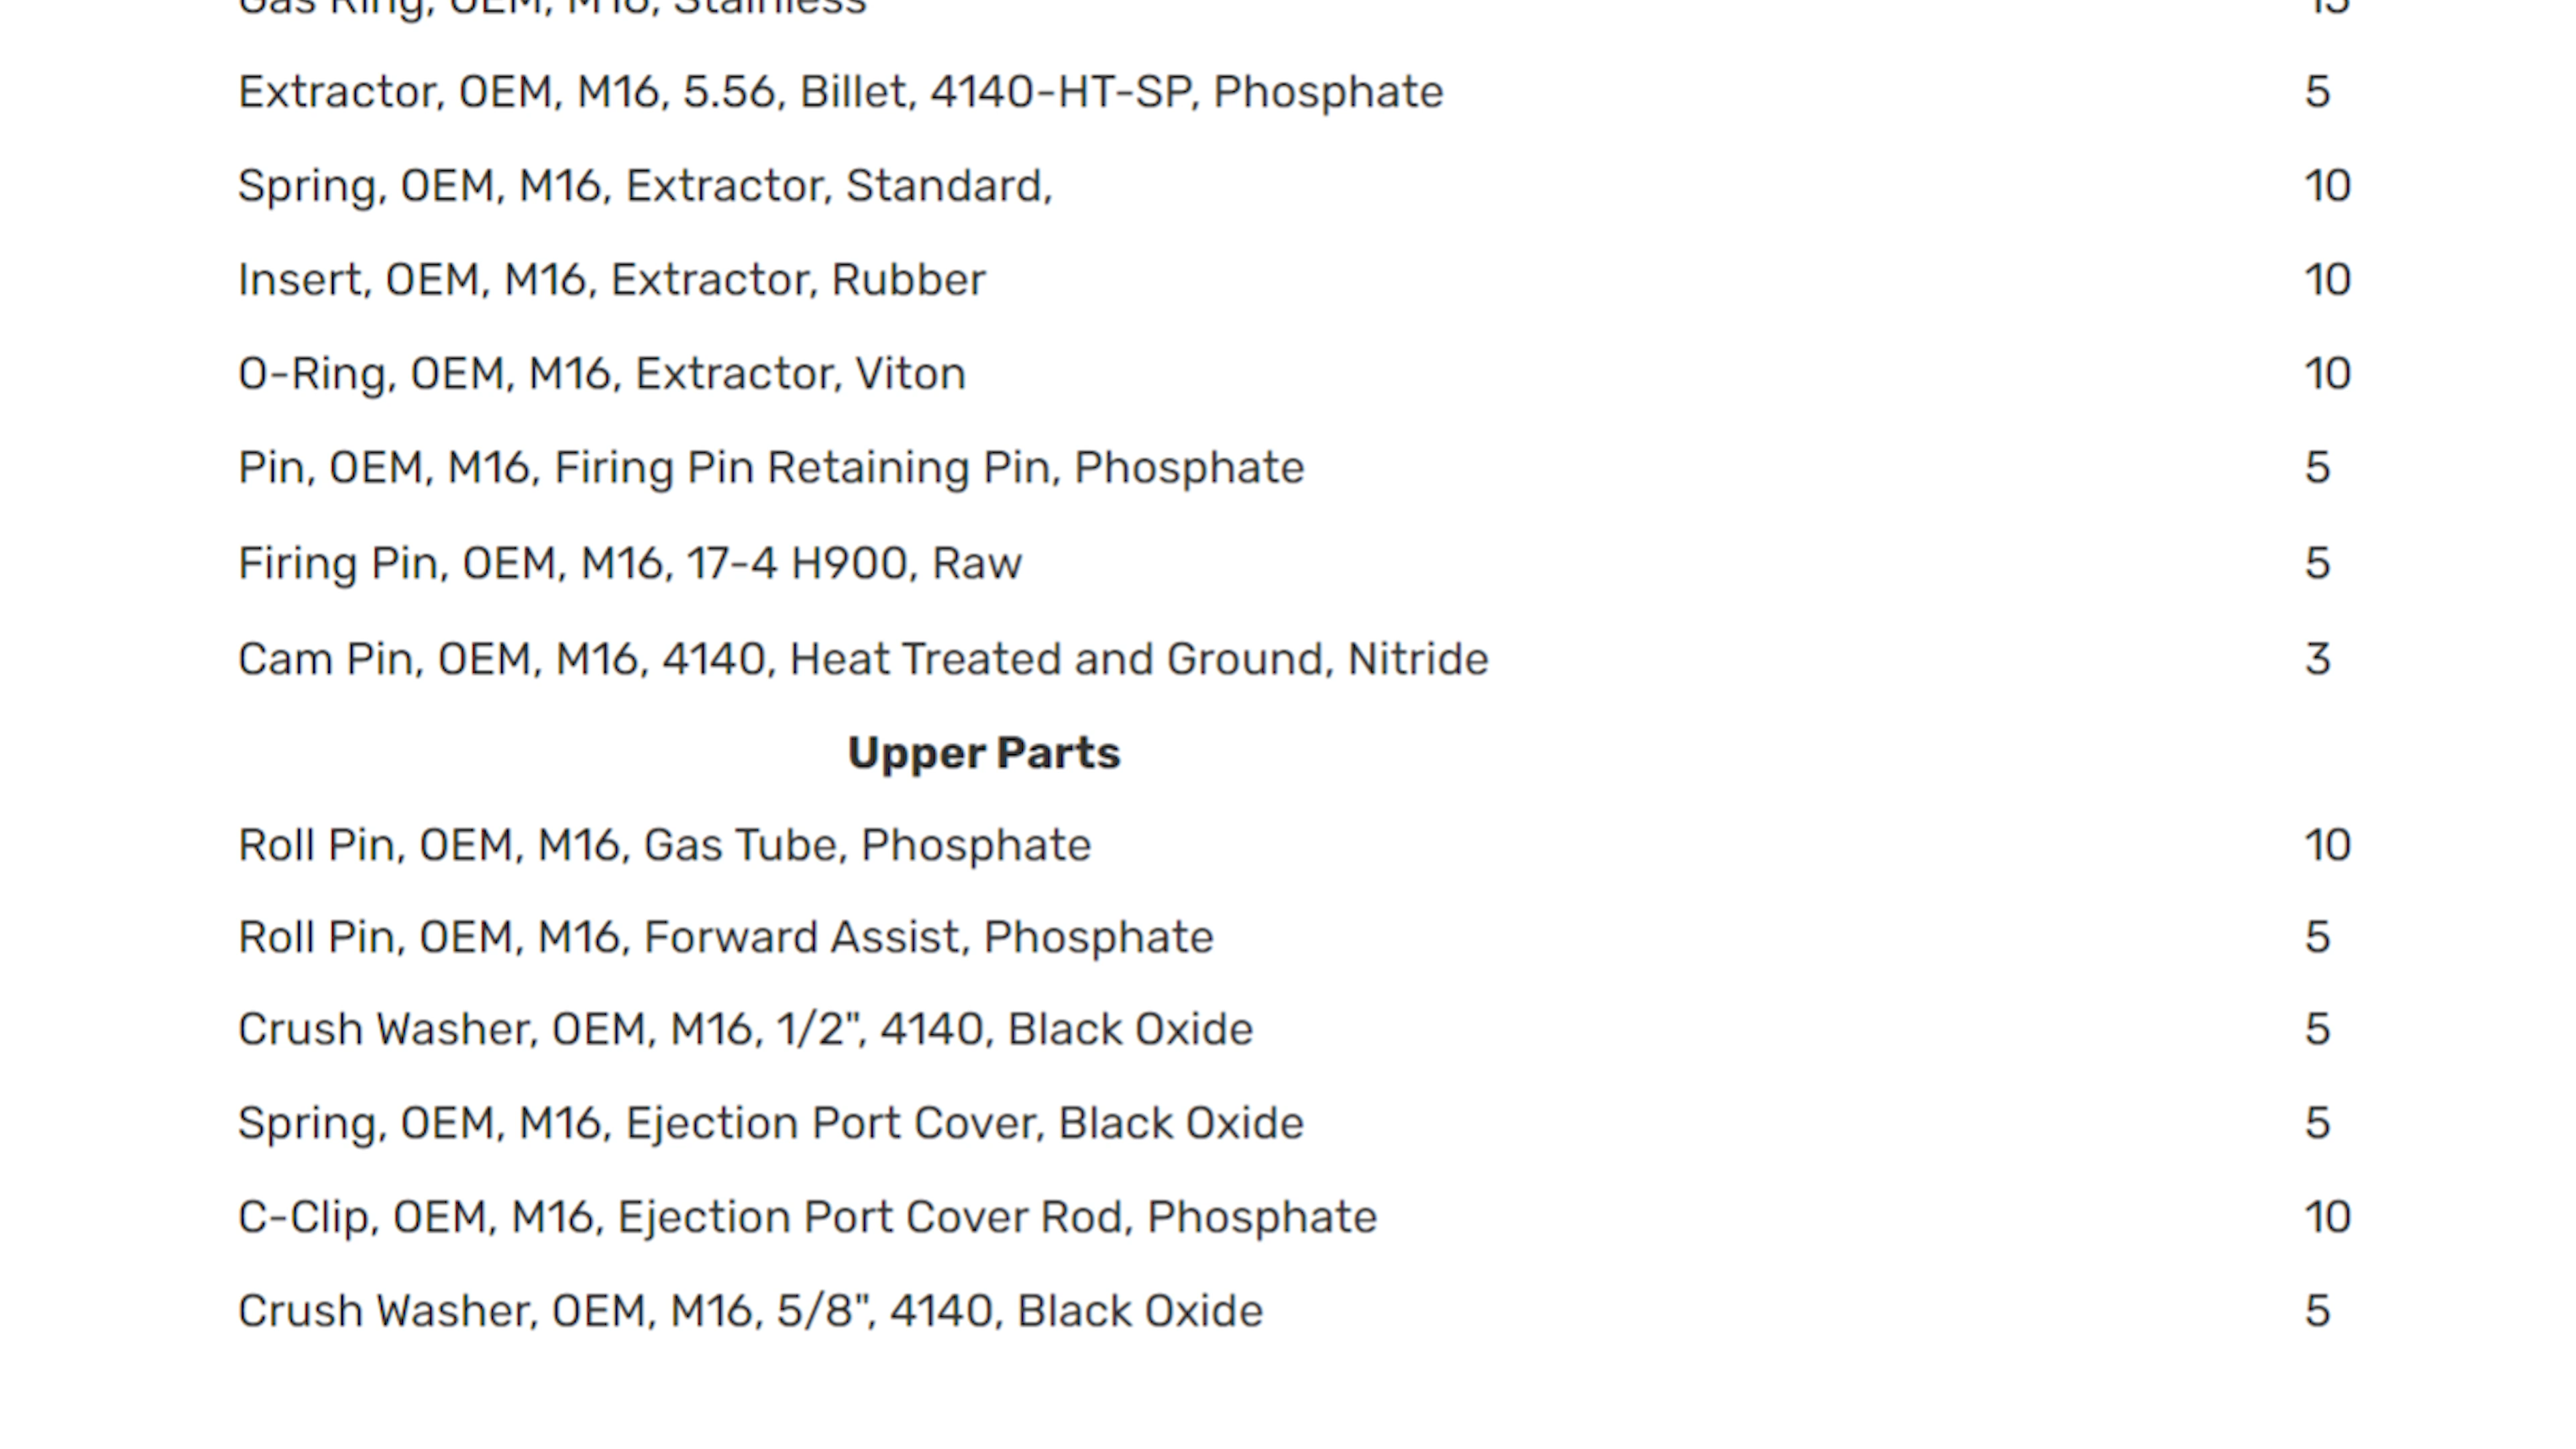 Gas Ring, OEM, M16, Stainless 15
Extractor, OEM, M16, 5.56, Billet, 4140-HT-SP, Phosphate 5
Spring, OEM, M16, Extractor, Standard, 10
Insert, OEM, M16, Extractor, Rubber 10
O-Ring, OEM, M16, Extractor, Viton 10
Pin, OEM, M16, Firing Pin Retaining Pin, Phosphate 5
Firing Pin, OEM, M16, 17-4 H900, Raw 5
Cam Pin, OEM, M16, 4140, Heat Treated and Ground, Nitride 3
Upper Parts
Roll Pin, OEM, M16, Gas Tube, Phosphate 10
Roll Pin, OEM, M16, Forward Assist, Phosphate 5
Crush Washer, OEM, M16, 1/2", 4140, Black Oxide 5
Spring, OEM, M16, Ejection Port Cover, Black Oxide 5
C-Clip, OEM, M16, Ejection Port Cover Rod, Phosphate 10
Crush Washer, OEM, M16, 5/8", 4140, Black Oxide 5